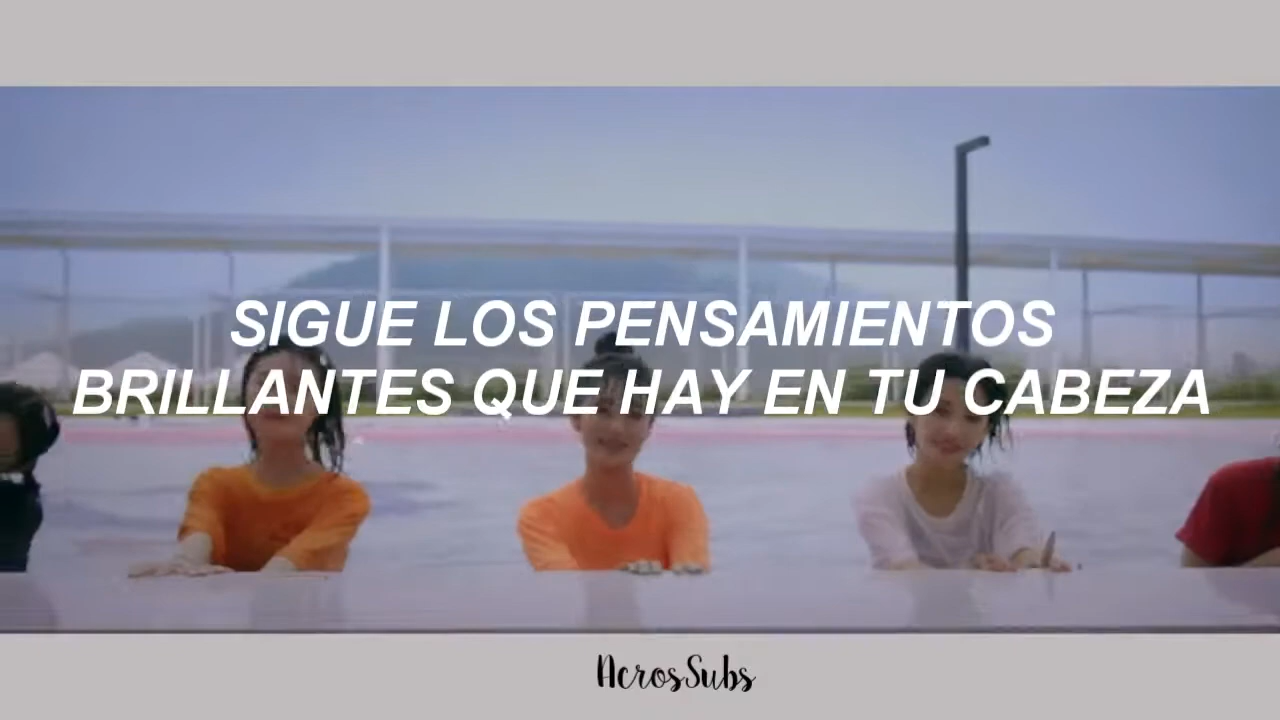 SIGUE LOS PENSAMIENTOS
BRILLANTES QUE HAY EN TU CABEZA
AcrosSubs